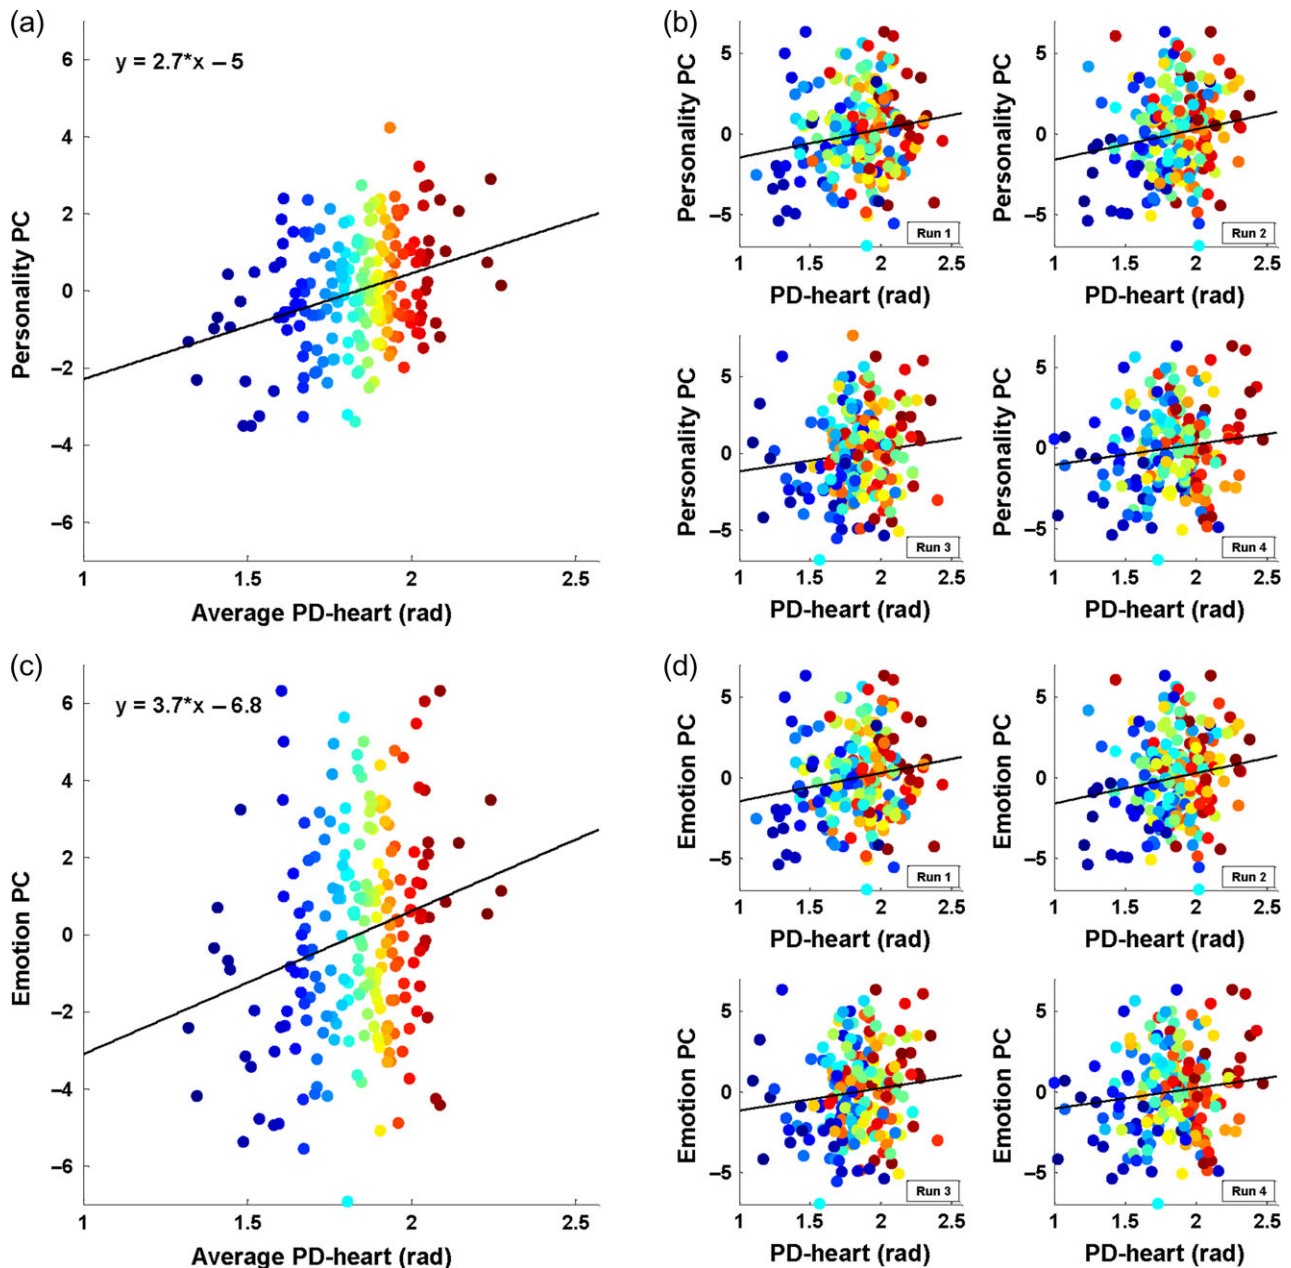 (a)
y = 2.7*x – 5
6
4
2
0
–2
–4
–6
Personality PC
1
1.5
2
2.5
Average PD-heart (rad)
(b)
5
0
–5
Personality PC
Run 1
1
1.5
2
2.5
PD-heart (rad)
5
0
–5
Personality PC
Run 2
1
1.5
2
2.5
PD-heart (rad)
5
0
–5
Personality PC
Run 3
1
1.5
2
2.5
PD-heart (rad)
5
0
–5
Personality PC
Run 4
1
1.5
2
2.5
PD-heart (rad)
(c)
y = 3.7*x – 6.8
6
4
2
0
–2
–4
–6
Emotion PC
1
1.5
2
2.5
Average PD-heart (rad)
(d)
5
0
–5
Emotion PC
Run 1
1
1.5
2
2.5
PD-heart (rad)
5
0
–5
Emotion PC
Run 2
1
1.5
2
2.5
PD-heart (rad)
5
0
–5
Emotion PC
Run 3
1
1.5
2
2.5
PD-heart (rad)
5
0
–5
Emotion PC
Run 4
1
1.5
2
2.5
PD-heart (rad)